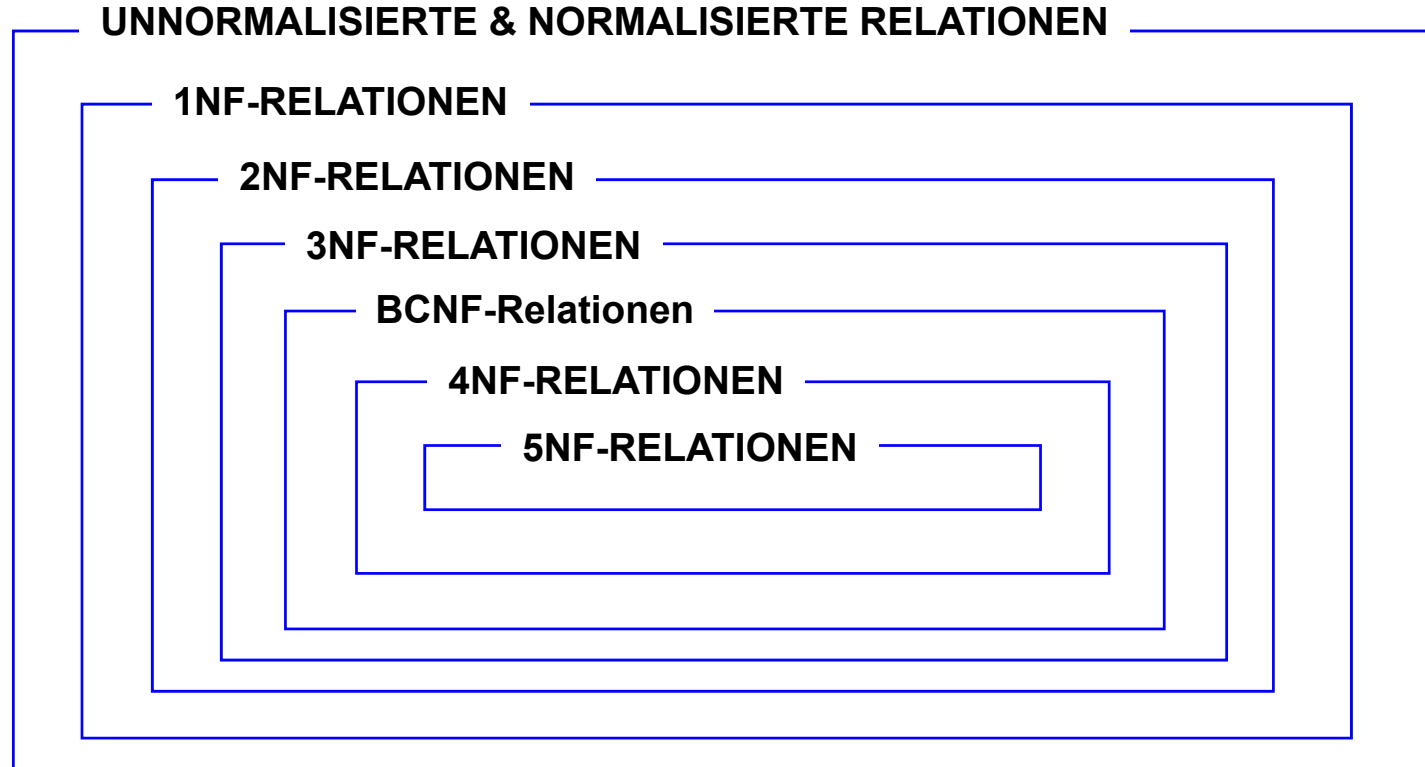 UNNORMALISIERTE & NORMALISIERTE RELATIONEN
1NF-RELATIONEN
2NF-RELATIONEN
3NF-RELATIONEN
BCNF-Relationen
4NF-RELATIONEN
5NF-RELATIONEN